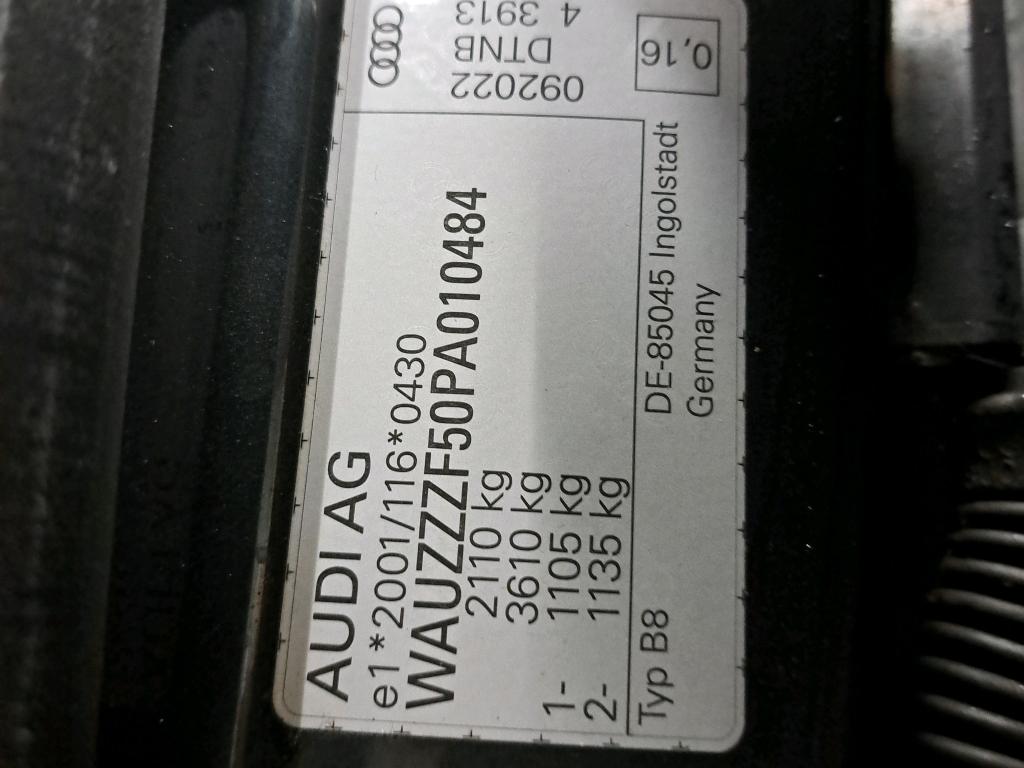 AUDI AG
e1*2001/116*0430
WAUZZZF50PA010484
2110 kg
3610 kg
1- 1105 kg
2- 1135 kg
Typ B8
DE-85045 Ingolstadt
Germany
092022
DTNB
4 3913
0,16